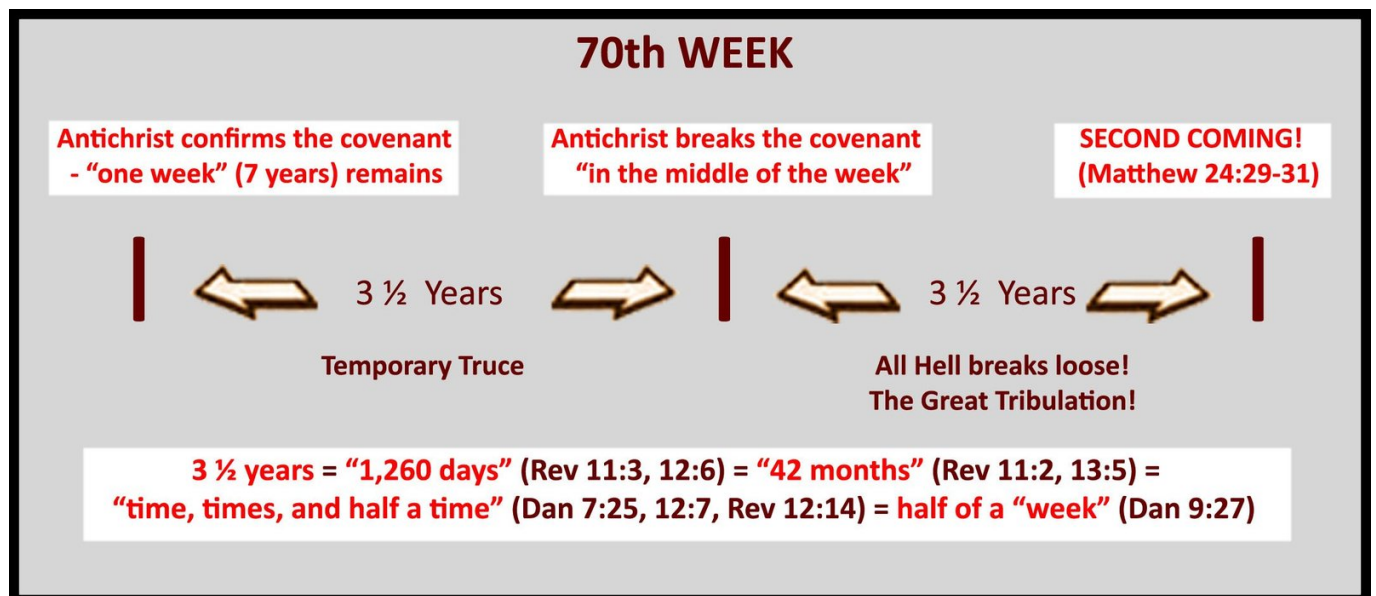 70th WEEK
Antichrist confirms the covenant
- “one week” (7 years) remains
Antichrist breaks the covenant
“in the middle of the week”
SECOND COMING!
(Matthew 24:29-31)
3 ½ Years
3 ½ Years
Temporary Truce
All Hell breaks loose!
The Great Tribulation!
3 ½ years = “1,260 days” (Rev 11:3, 12:6) = “42 months” (Rev 11:2, 13:5) =
“time, times, and half a time” (Dan 7:25, 12:7, Rev 12:14) = half of a “week” (Dan 9:27)